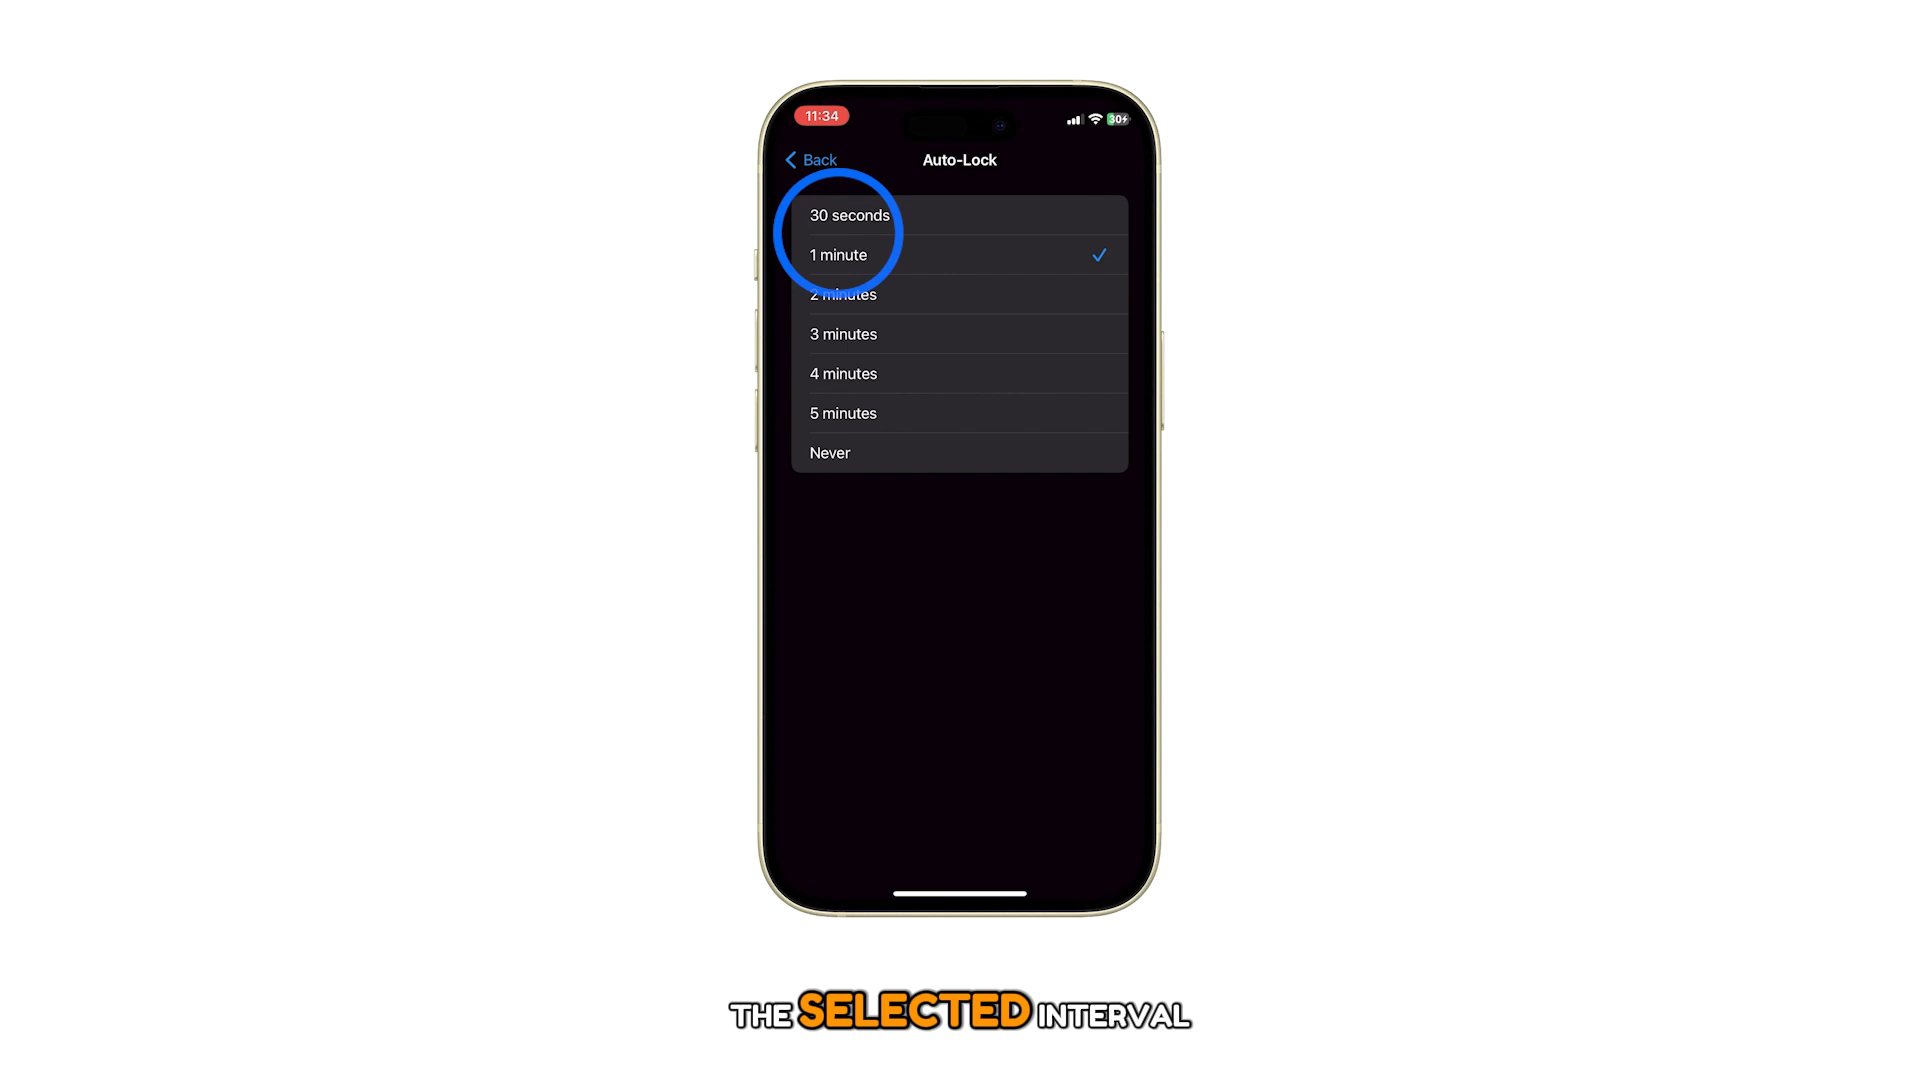 11:34
30
Back
Auto-Lock
30 seconds
1 minute
2 minutes
3 minutes
4 minutes
5 minutes
Never
THE SELECTED INTERVAL